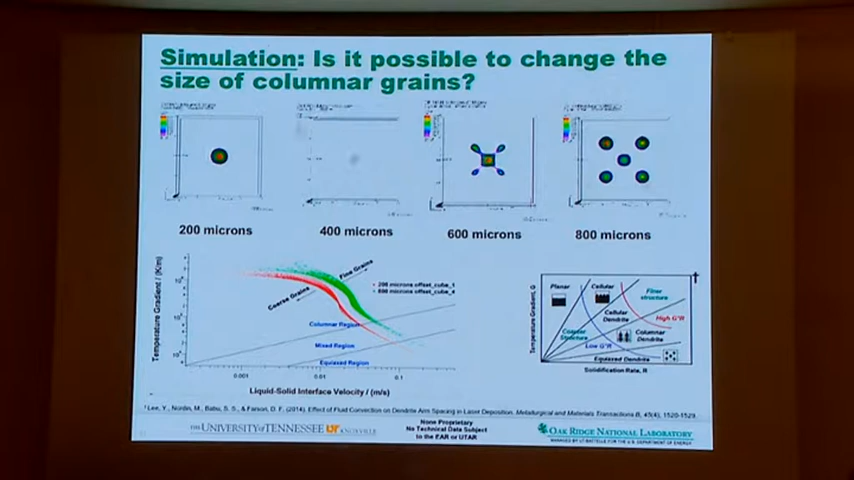 Simulation: Is it possible to change the
size of columnar grains?
200 microns
400 microns
600 microns
800 microns
Temperature Gradient / (K/m)
Coarse Grains
Fine Grains
200 microns offset_cube_1
800 microns offset_cube_4
Columnar Region
Mixed Region
Equiaxed Region
0.001
0.01
0.1
Liquid-Solid Interface Velocity / (m/s)
†
Temperature Gradient, G
Planar
Cellular
Finer
structure
Cellular
Dendrite
High G*R
Coarser
Structure
Low G*R
Columnar
Dendrite
Equiaxed Dendrite
Solidification Rate, R
† Lee, Y., Nordin, M., Babu, S. S., & Farson, D. F. (2014). Effect of Fluid Convection on Dendrite Arm Spacing in Laser Deposition. Metallurgical and Materials Transactions B, 45(4), 1520-1529.
THE UNIVERSITY of TENNESSEE UT KNOXVILLE
None Proprietary
No Technical Data Subject
to the EAR or UTAR
OAK RIDGE NATIONAL LABORATORY
MANAGED BY UT-BATTELLE FOR THE U.S. DEPARTMENT OF ENERGY